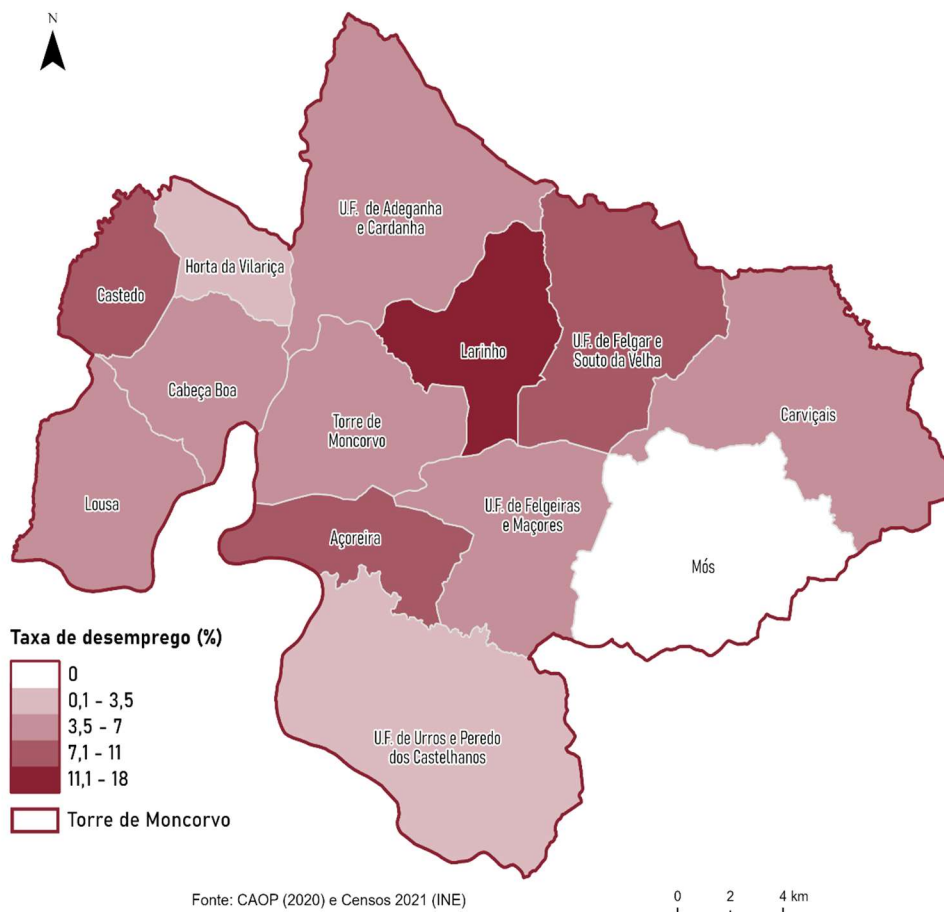 N
U.F. de Adeganha
e Cardanha
Horta da Vilariça
Castedo
Larinho
U.F. de Felgar e
Souto da Velha
Cabeça Boa
Torre de
Moncorvo
Carviçais
Lousa
U.F. de Felgeiras
e Maçores
Açoreira
Mós
U.F. de Urros e Peredo
dos Castelhanos
Taxa de desemprego (%)
0
0,1 - 3,5
3,5 - 7
7,1 - 11
11,1 - 18
Torre de Moncorvo
Fonte: CAOP (2020) e Censos 2021 (INE)
0 2 4 km